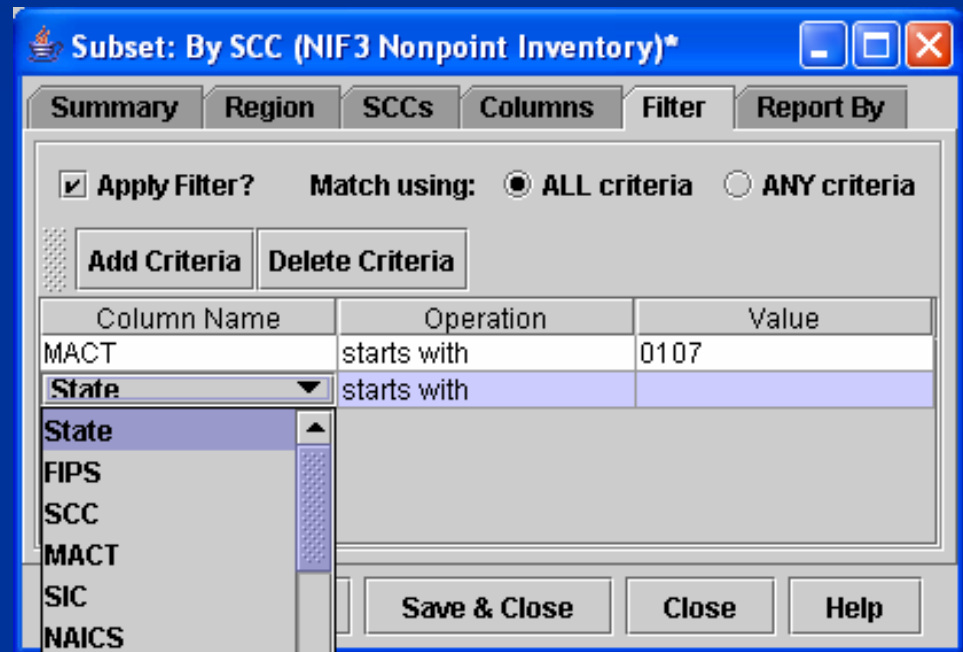 Subset: By SCC (NIF3 Nonpoint Inventory)*
Summary Region SCCs Columns Filter Report By
Apply Filter? Match using: ALL criteria ANY criteria
Add Criteria Delete Criteria
Column Name Operation Value
MACT starts with 0107
State starts with
State
FIPS
SCC
MACT
SIC
NAICS
Save & Close Close Help